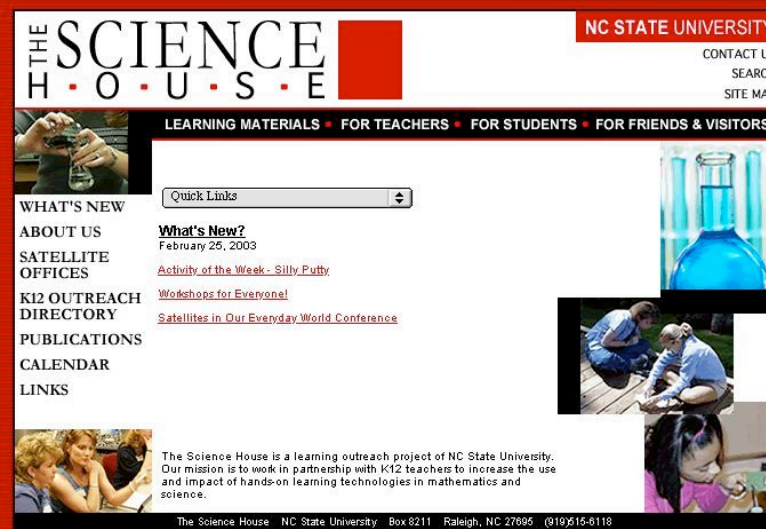 THE SCIENCE
H·O·U·S·E
NC STATE UNIVERSITY
CONTACT U
SEARC
SITE MA
LEARNING MATERIALS ▪ FOR TEACHERS ▪ FOR STUDENTS ▪ FOR FRIENDS & VISITORS
Quick Links
WHAT'S NEW
ABOUT US
SATELLITE
OFFICES
K12 OUTREACH
DIRECTORY
PUBLICATIONS
CALENDAR
LINKS
What's New?
February 25, 2003
Activity of the Week - Silly Putty
Workshops for Everyone!
Satellites in Our Everyday World Conference
The Science House is a learning outreach project of NC State University.
Our mission is to work in partnership with K12 teachers to increase the use
and impact of hands-on learning technologies in mathematics and
science.
The Science House NC State University Box 8211 Raleigh, NC 27695 (919)515-6118